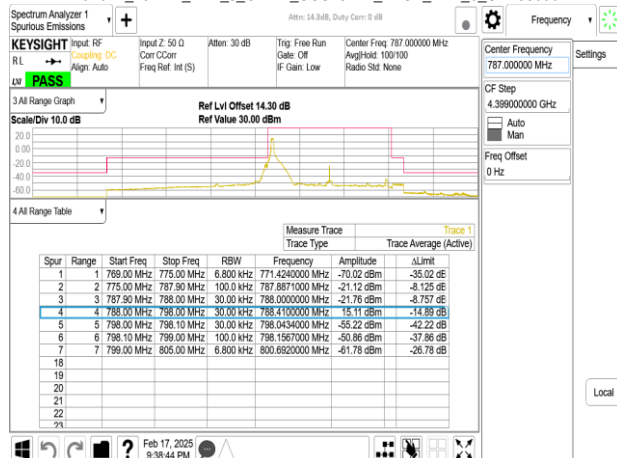 Spectrum Analyzer 1
Spurious Emissions
Attn: 14.3dB, Duty Corr: 0 dB
Frequency
KEYSIGHT Input: RF Input Z: 50 Ω Atten: 30 dB Trig: Free Run Center Freq: 787.000000 MHz
RL Coupling: DC Corr CCorr Gate: Off Avg|Hold: 100/100
Align: Auto Freq Ref: Int (S) IF Gain: Low Radio Std: None
LXI PASS
Center Frequency
787.000000 MHz
Settings
CF Step
4.399000000 GHz
Auto
Man
Freq Offset
0 Hz
3 All Range Graph
Ref Lvl Offset 14.30 dB
Scale/Div 10.0 dB Ref Value 30.00 dBm
20.0
0.00
-20.0
-40.0
-60.0
4 All Range Table
Measure Trace Trace 1
Trace Type Trace Average (Active)
Spur Range Start Freq Stop Freq RBW Frequency Amplitude ΔLimit
1 1 769.00 MHz 775.00 MHz 6.800 kHz 771.4240000 MHz -70.02 dBm -35.02 dB
2 2 775.00 MHz 787.90 MHz 100.0 kHz 787.8871000 MHz -21.12 dBm -8.125 dB
3 3 787.90 MHz 788.00 MHz 30.00 kHz 788.0000000 MHz -21.76 dBm -8.757 dB
4 4 788.00 MHz 798.00 MHz 30.00 kHz 788.4100000 MHz 15.11 dBm -14.89 dB
5 5 798.00 MHz 798.10 MHz 30.00 kHz 798.0434000 MHz -55.22 dBm -42.22 dB
6 6 798.10 MHz 799.00 MHz 100.0 kHz 798.1567000 MHz -50.86 dBm -37.86 dB
7 7 799.00 MHz 805.00 MHz 6.800 kHz 800.6920000 MHz -61.78 dBm -26.78 dB
18
19
20
21
22
23
Local
Feb 17, 2025
9:38:44 PM